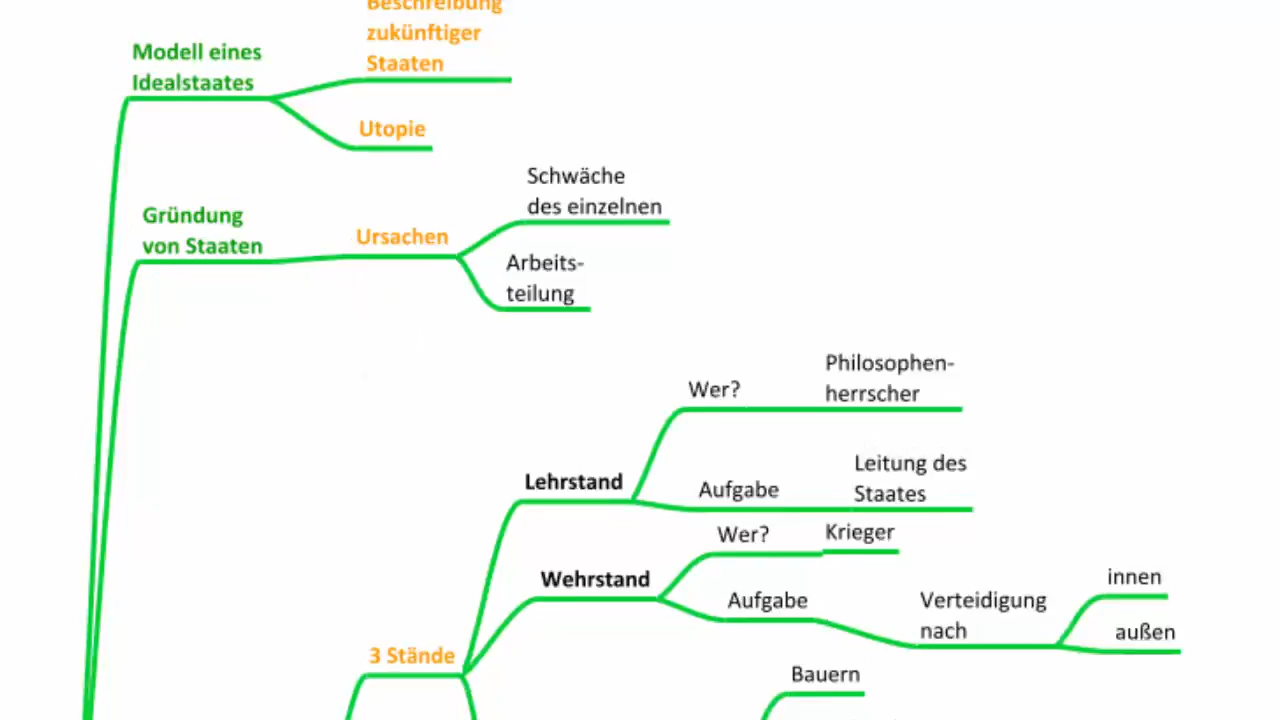 Beschreibung
zukünftiger
Staaten
Modell eines
Idealstaates
Utopie
Schwäche
des einzelnen
Gründung
von Staaten
Ursachen
Arbeits-
teilung
Philosophen-
herrscher
Wer?
Lehrstand
Leitung des
Staates
Aufgabe
Wer?
Krieger
Wehrstand
innen
Aufgabe
Verteidigung
nach
außen
3 Stände
Bauern